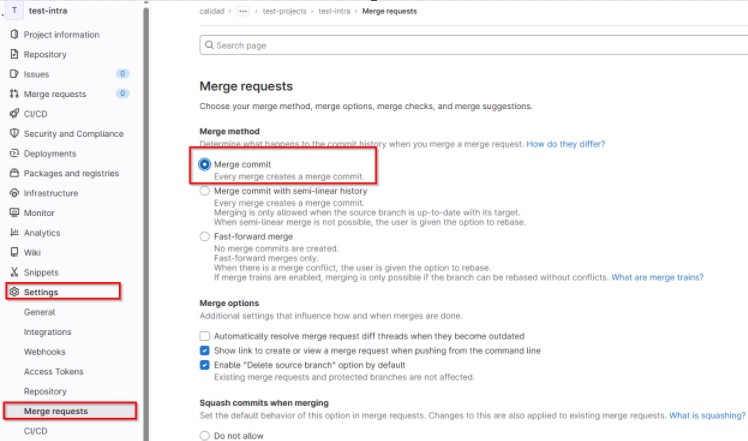 T test-intra
Project information
Repository
Issues 0
Merge requests 0
CI/CD
Security and Compliance
Deployments
Packages and registries
Infrastructure
Monitor
Analytics
Wiki
Snippets
Settings
General
Integrations
Webhooks
Access Tokens
Repository
Merge requests
CI/CD
calidad > ... > test-projects > test-intra > Merge requests
Search page
Merge requests
Choose your merge method, merge options, merge checks, and merge suggestions.
Merge method
Determine what happens to the commit history when you merge a merge request. How do they differ?
Merge commit
Every merge creates a merge commit.
Merge commit with semi-linear history
Every merge creates a merge commit.
Merging is only allowed when the source branch is up-to-date with its target.
When semi-linear merge is not possible, the user is given the option to rebase.
Fast-forward merge
No merge commits are created.
Fast-forward merges only.
When there is a merge conflict, the user is given the option to rebase.
If merge trains are enabled, merging is only possible if the branch can be rebased without conflicts. What are merge trains?
Merge options
Additional settings that influence how and when merges are done.
Automatically resolve merge request diff threads when they become outdated
Show link to create or view a merge request when pushing from the command line
Enable "Delete source branch" option by default
Existing merge requests and protected branches are not affected.
Squash commits when merging
Set the default behavior of this option in merge requests. Changes to this are also applied to existing merge requests. What is squashing?
Do not allow